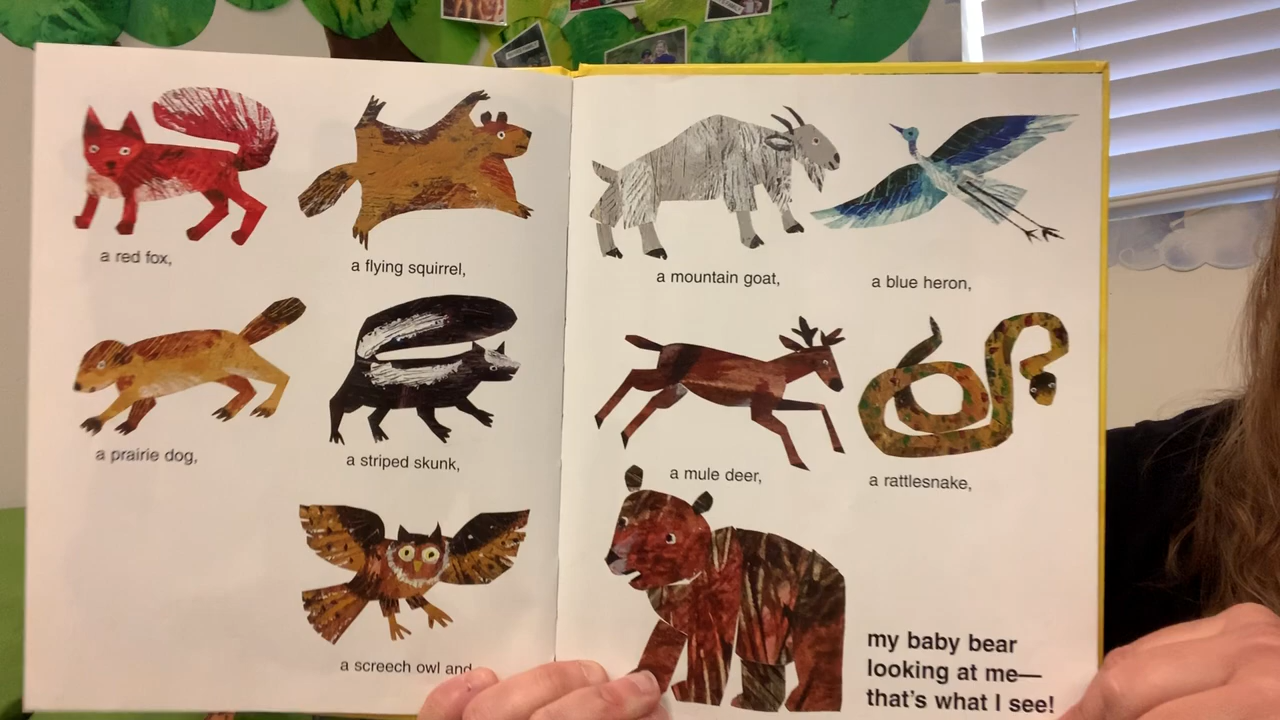 a red fox,
a flying squirrel,
a prairie dog,
a striped skunk,
a screech owl and
a mountain goat,
a blue heron,
a mule deer,
a rattlesnake,
my baby bear
looking at me—
that's what I see!